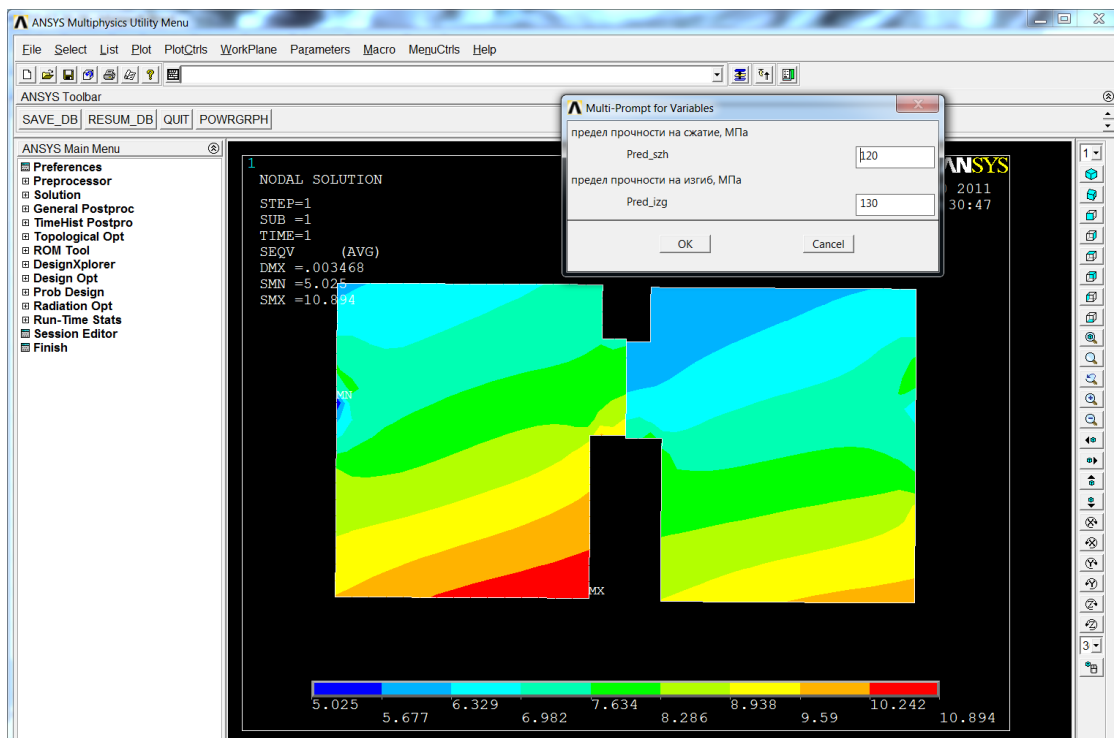 ANSYS Multiphysics Utility Menu
File Select List Plot PlotCtrls WorkPlane Parameters Macro MenuCtrls Help
ANSYS Toolbar
SAVE_DB RESUM_DB QUIT POWRGRPH
ANSYS Main Menu
Preferences
Preprocessor
Solution
General Postproc
TimeHist Postpro
Topological Opt
ROM Tool
DesignXplorer
Design Opt
Prob Design
Radiation Opt
Run-Time Stats
Session Editor
Finish
1
NODAL SOLUTION
STEP=1
SUB =1
TIME=1
SEQV (AVG)
DMX =.003468
SMN =5.025
SMX =10.894
Multi-Prompt for Variables
предел прочности на сжатие, МПа
Pred_szh 120
предел прочности на изгиб, МПа
Pred_izg 130
OK Cancel
ANSYS
2011
30:47
MN
MX
5.025 6.329 7.634 8.938 10.242
5.677 6.982 8.286 9.59 10.894
1
3